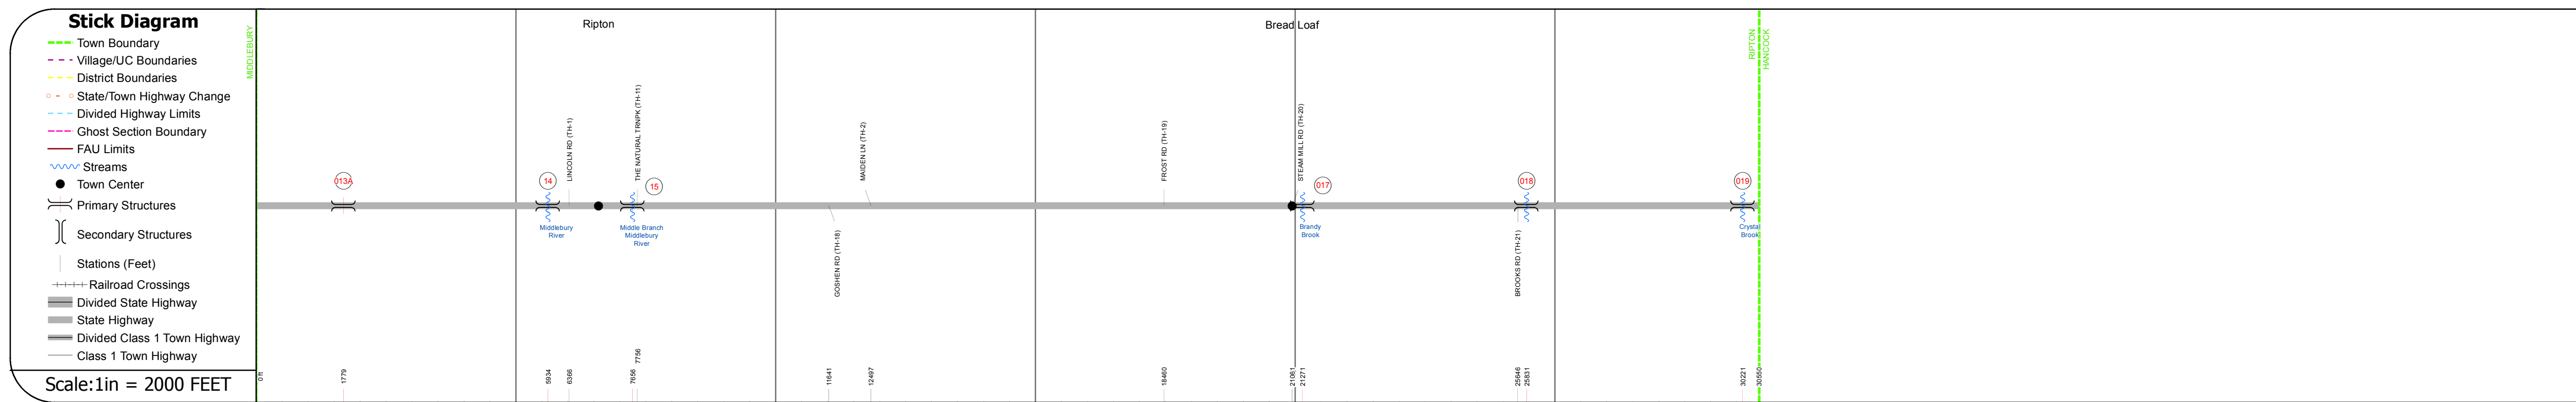 Stick Diagram
Town Boundary
Village/UC Boundaries
District Boundaries
State/Town Highway Change
Divided Highway Limits
Ghost Section Boundary
FAU Limits
Streams
Town Center
Primary Structures
Secondary Structures
Stations (Feet)
Railroad Crossings
Divided State Highway
State Highway
Divided Class 1 Town Highway
Class 1 Town Highway
Scale:1in = 2000 FEET
MIDDLEBURY
Ripton
Bread Loaf
RIPTON
HANCOCK
LINCOLN RD (TH-1)
THE NATURAL TRNPK (TH-11)
MAIDEN LN (TH-2)
FROST RD (TH-19)
STEAM MILL RD (TH-20)
013A
14
15
017
018
019
Middlebury
River
Middle Branch
Middlebury
River
GOSHEN RD (TH-18)
Brandy
Brook
BROOKS RD (TH-21)
Crystal
Brook
0 ft
1779
5934
6366
7656
7756
11641
12497
18460
21061
21271
25646
25831
30221
30550